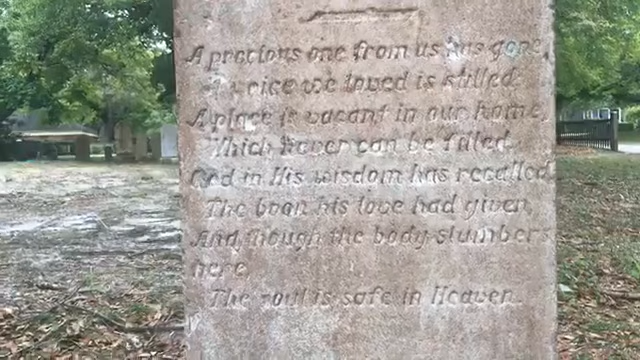 A precious one from us has gone,
A voice we loved is stilled
A place is vacant in our home,
Which never can be filled.
God in His wisdom has recalled,
The boon his love had given,
And though the body slumbers
here
The soul is safe in Heaven.